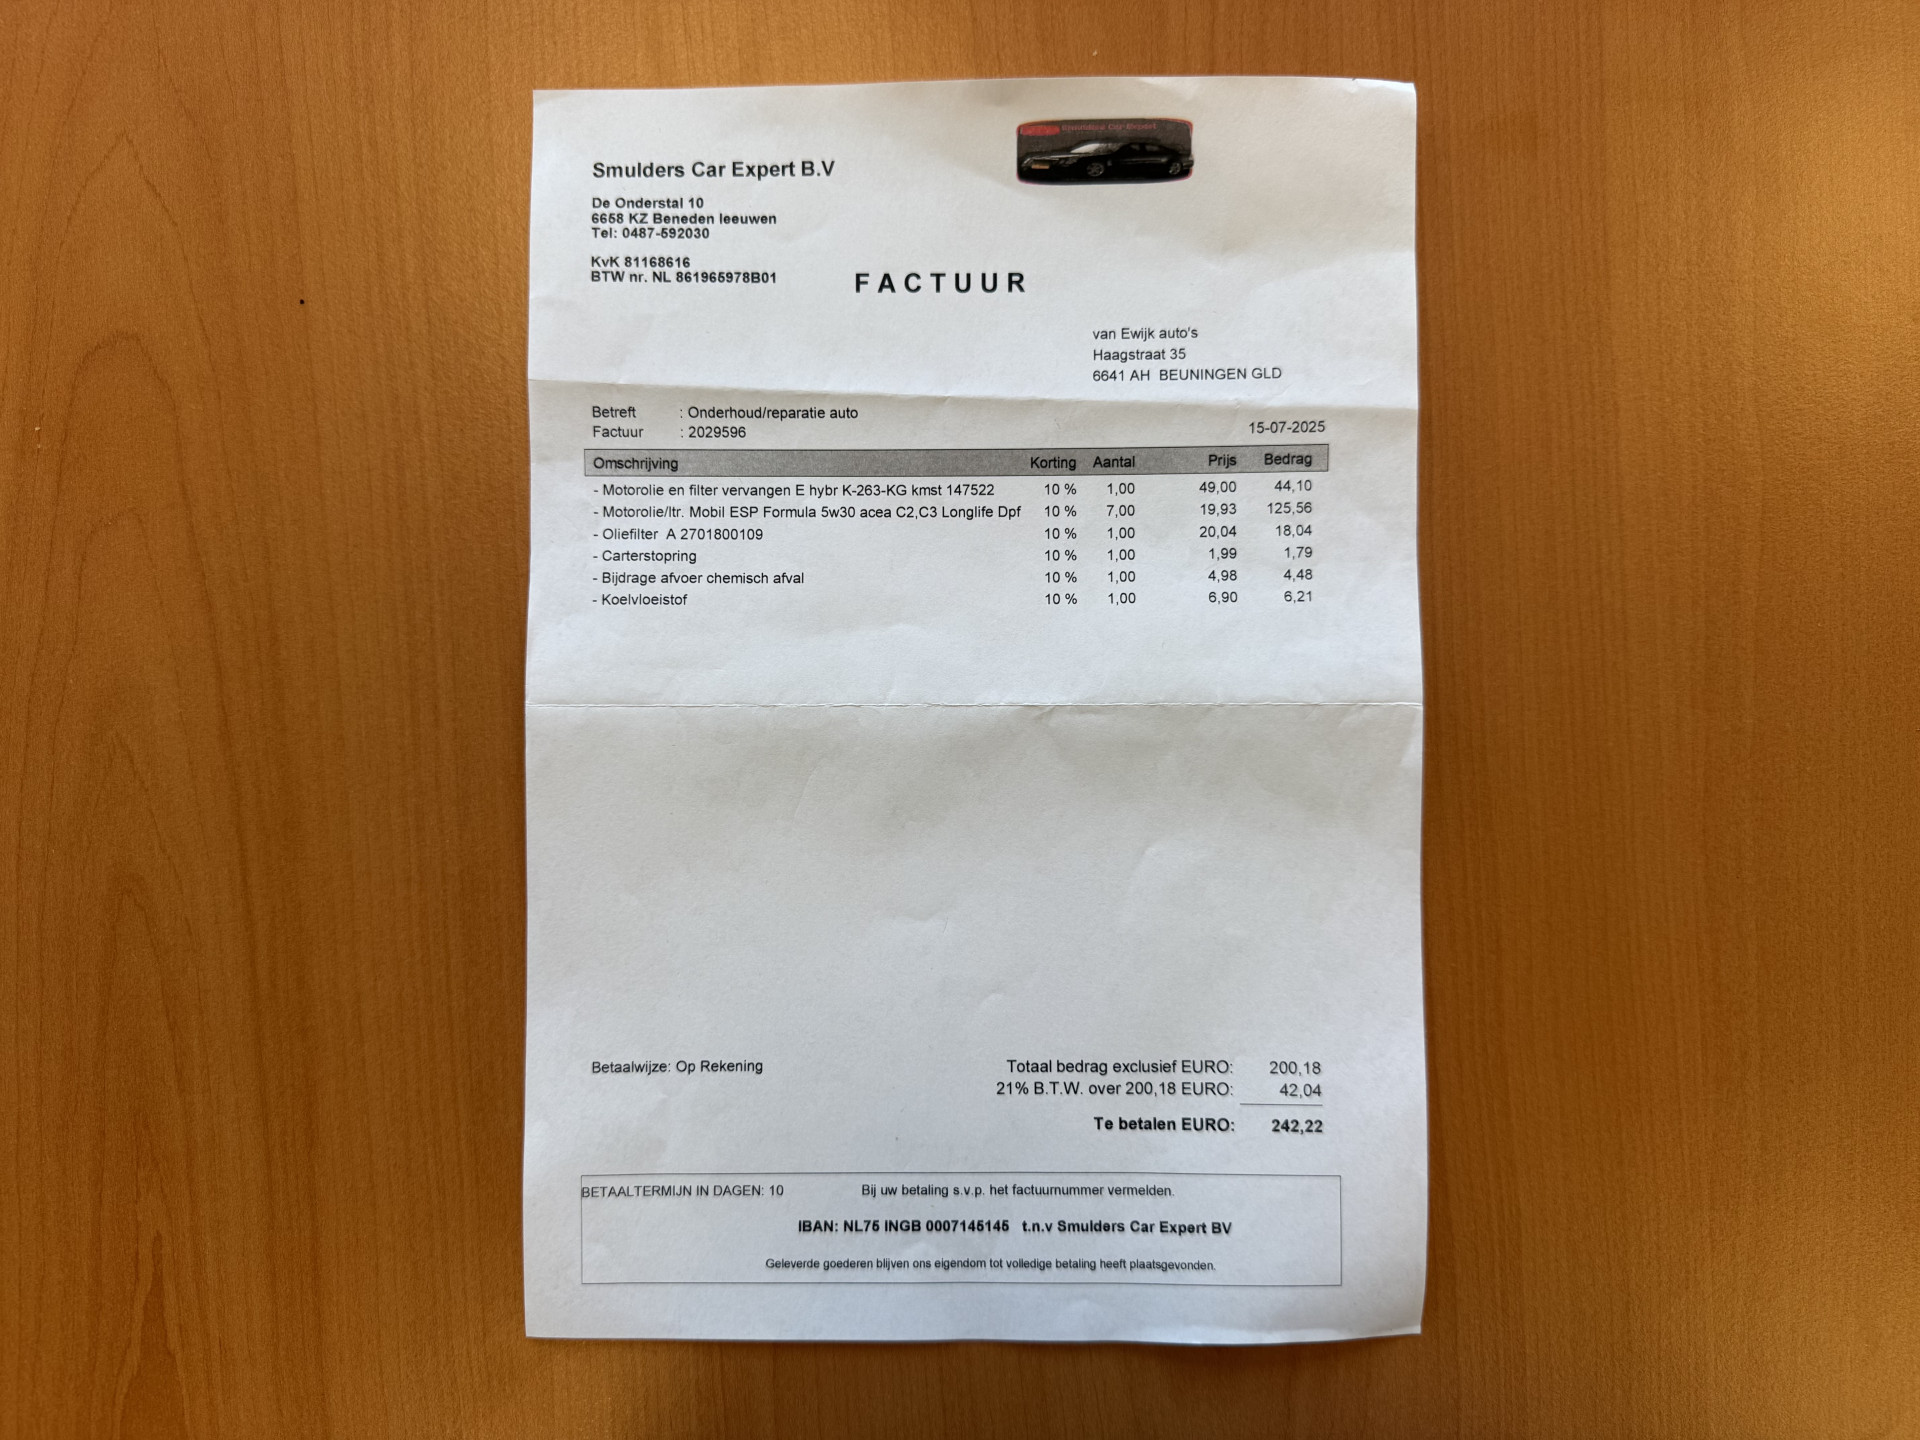 Smulders Car Expert
Smulders Car Expert B.V
De Onderstal 10
6658 KZ Beneden leeuwen
Tel: 0487-592030
KvK 81168616
BTW nr. NL 861965978B01
FACTUUR
van Ewijk auto's
Haagstraat 35
6641 AH BEUNINGEN GLD
Betreft : Onderhoud/reparatie auto
Factuur : 2029596 15-07-2025
Omschrijving Korting Aantal Prijs Bedrag
- Motorolie en filter vervangen E hybr K-263-KG kmst 147522 10 % 1,00 49,00 44,10
- Motorolie/ltr. Mobil ESP Formula 5w30 acea C2,C3 Longlife Dpf 10 % 7,00 19,93 125,56
- Oliefilter A 2701800109 10 % 1,00 20,04 18,04
- Carterstopring 10 % 1,00 1,99 1,79
- Bijdrage afvoer chemisch afval 10 % 1,00 4,98 4,48
- Koelvloeistof 10 % 1,00 6,90 6,21
Betaalwijze: Op Rekening Totaal bedrag exclusief EURO: 200,18
21% B.T.W. over 200,18 EURO: 42,04
Te betalen EURO: 242,22
BETAALTERMIJN IN DAGEN: 10 Bij uw betaling s.v.p. het factuurnummer vermelden.
IBAN: NL75 INGB 0007145145 t.n.v Smulders Car Expert BV
Geleverde goederen blijven ons eigendom tot volledige betaling heeft plaatsgevonden.